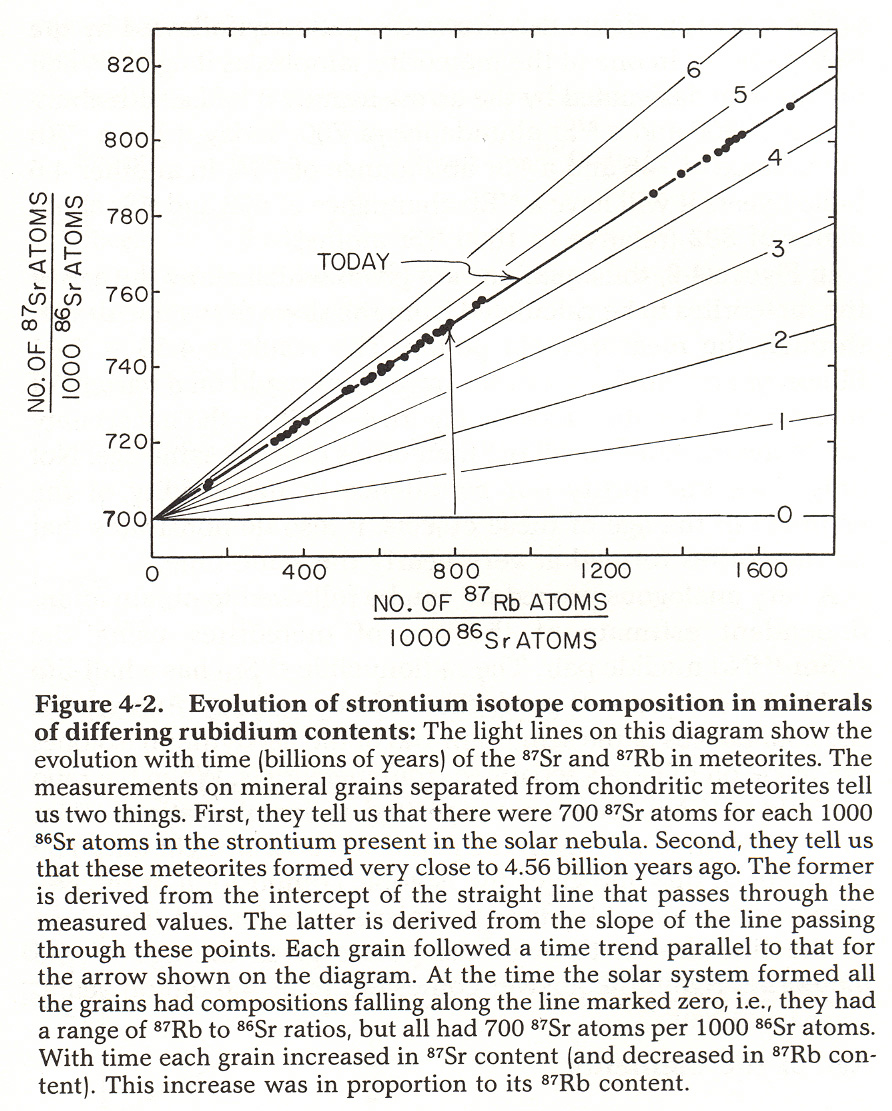 820
800
780
760
740
720
700
NO. OF ⁸⁷Sr ATOMS
1000 ⁸⁶Sr ATOMS
TODAY
6
5
4
3
2
1
0
0 400 800 1200 1600
NO. OF ⁸⁷Rb ATOMS
1000 ⁸⁶Sr ATOMS
Figure 4-2. Evolution of strontium isotope composition in minerals
of differing rubidium contents: The light lines on this diagram show the
evolution with time (billions of years) of the ⁸⁷Sr and ⁸⁷Rb in meteorites. The
measurements on mineral grains separated from chondritic meteorites tell
us two things. First, they tell us that there were 700 ⁸⁷Sr atoms for each 1000
⁸⁶Sr atoms in the strontium present in the solar nebula. Second, they tell us
that these meteorites formed very close to 4.56 billion years ago. The former
is derived from the intercept of the straight line that passes through the
measured values. The latter is derived from the slope of the line passing
through these points. Each grain followed a time trend parallel to that for
the arrow shown on the diagram. At the time the solar system formed all
the grains had compositions falling along the line marked zero, i.e., they had
a range of ⁸⁷Rb to ⁸⁶Sr ratios, but all had 700 ⁸⁷Sr atoms per 1000 ⁸⁶Sr atoms.
With time each grain increased in ⁸⁷Sr content (and decreased in ⁸⁷Rb con-
tent). This increase was in proportion to its ⁸⁷Rb content.